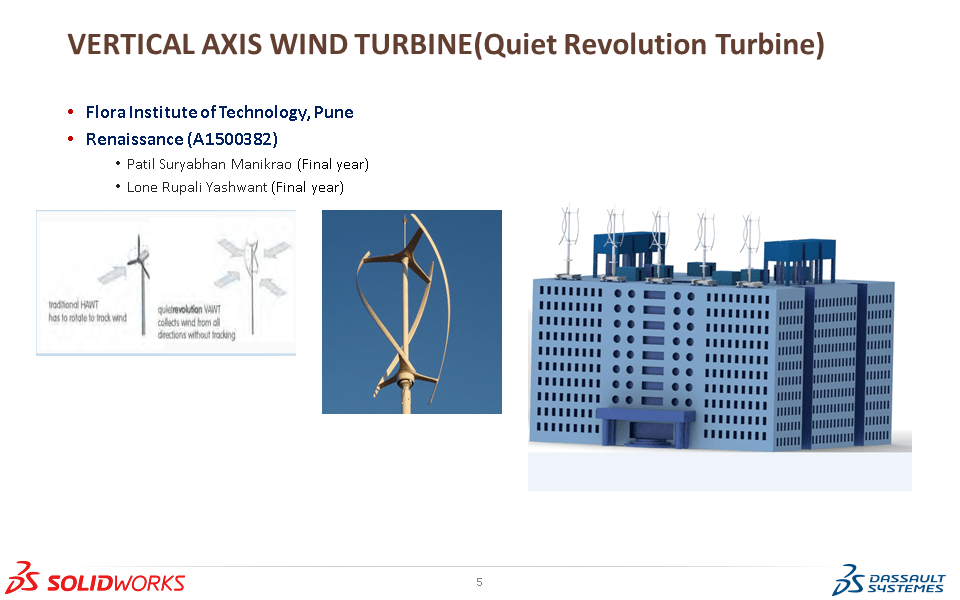 VERTICAL AXIS WIND TURBINE(Quiet Revolution Turbine)
• Flora Institute of Technology, Pune
• Renaissance (A1500382)
• Patil Suryabhan Manikrao (Final year)
• Lone Rupali Yashwant (Final year)
traditional HAWT
has to rotate to track wind
quietrevolution VAWT
collects wind from all
directions without tracking
SOLIDWORKS
5
DASSAULT
SYSTEMES